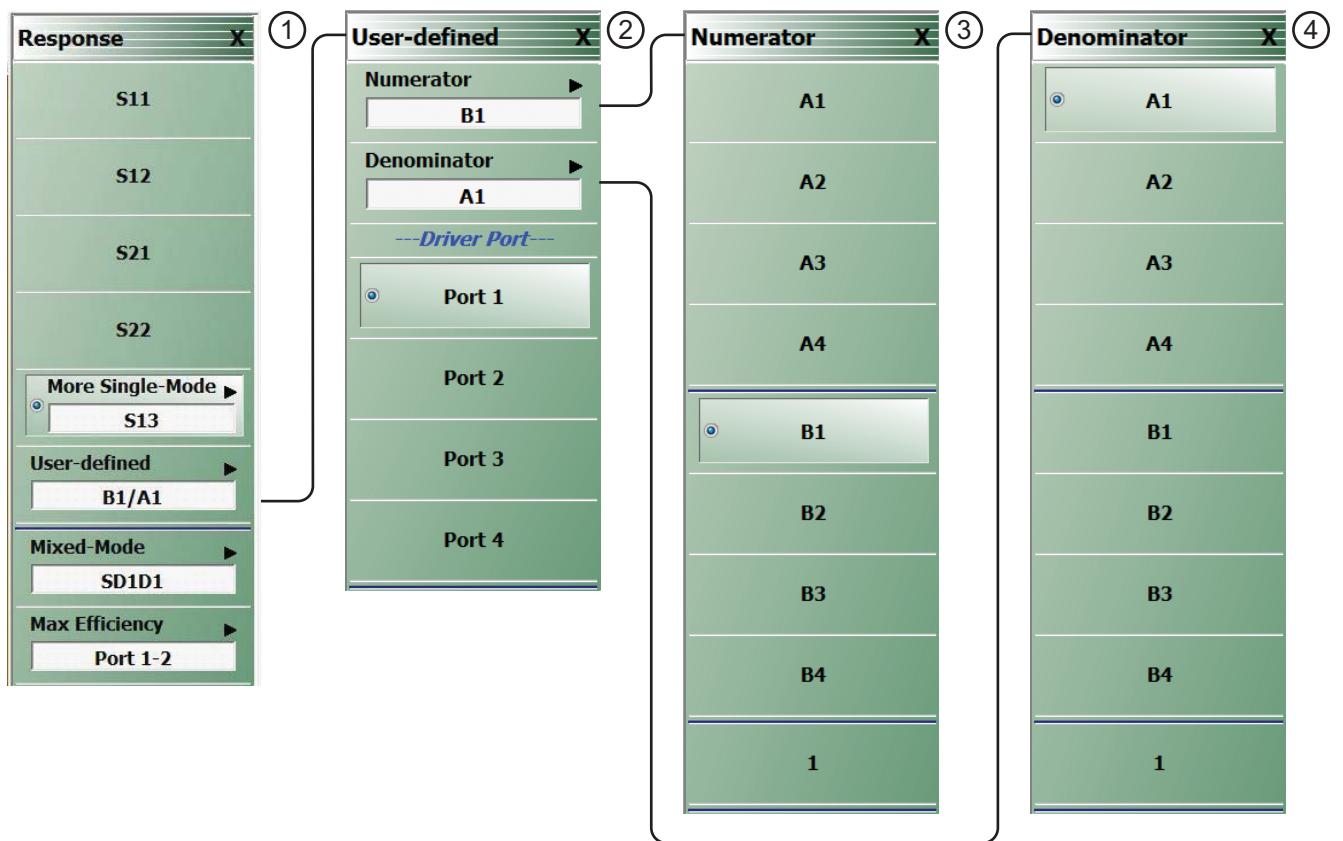 Response X
1
S11
S12
S21
S22
More Single-Mode
S13
User-defined
B1/A1
Mixed-Mode
SD1D1
Max Efficiency
Port 1-2
User-defined X
2
Numerator
B1
Denominator
A1
---Driver Port---
Port 1
Port 2
Port 3
Port 4
Numerator X
3
A1
A2
A3
A4
B1
B2
B3
B4
1
Denominator X
4
A1
A2
A3
A4
B1
B2
B3
B4
1